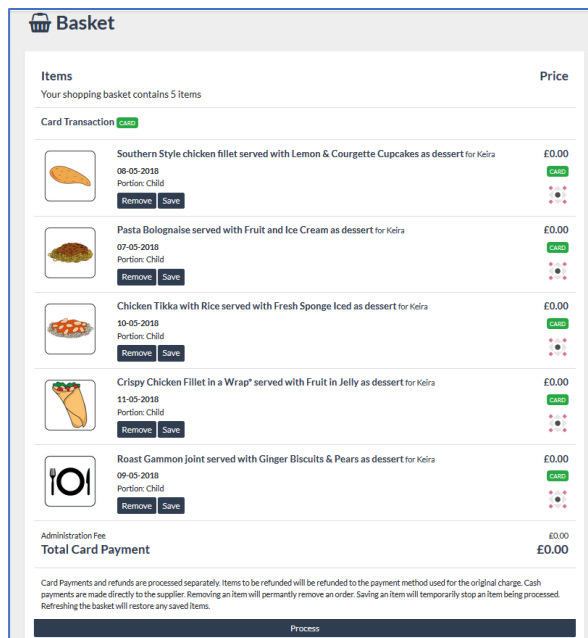 Basket
Items Price
Your shopping basket contains 5 items
Card Transaction CARD
Southern Style chicken fillet served with Lemon & Courgette Cupcakes as dessert for Keira £0.00
08-05-2018 CARD
Portion: Child
Remove Save
Pasta Bolognaise served with Fruit and Ice Cream as dessert for Keira £0.00
07-05-2018 CARD
Portion: Child
Remove Save
Chicken Tikka with Rice served with Fresh Sponge Iced as dessert for Keira £0.00
10-05-2018 CARD
Portion: Child
Remove Save
Crispy Chicken Fillet in a Wrap* served with Fruit in Jelly as dessert for Keira £0.00
11-05-2018 CARD
Portion: Child
Remove Save
Roast Gammon joint served with Ginger Biscuits & Pears as dessert for Keira £0.00
09-05-2018 CARD
Portion: Child
Remove Save
Administration Fee £0.00
Total Card Payment £0.00
Card Payments and refunds are processed separately. Items to be refunded will be refunded to the payment method used for the original charge. Cash
payments are made directly to the supplier. Removing an item will permantly remove an order. Saving an item will temporarily stop an item being processed.
Refreshing the basket will restore any saved items.
Process